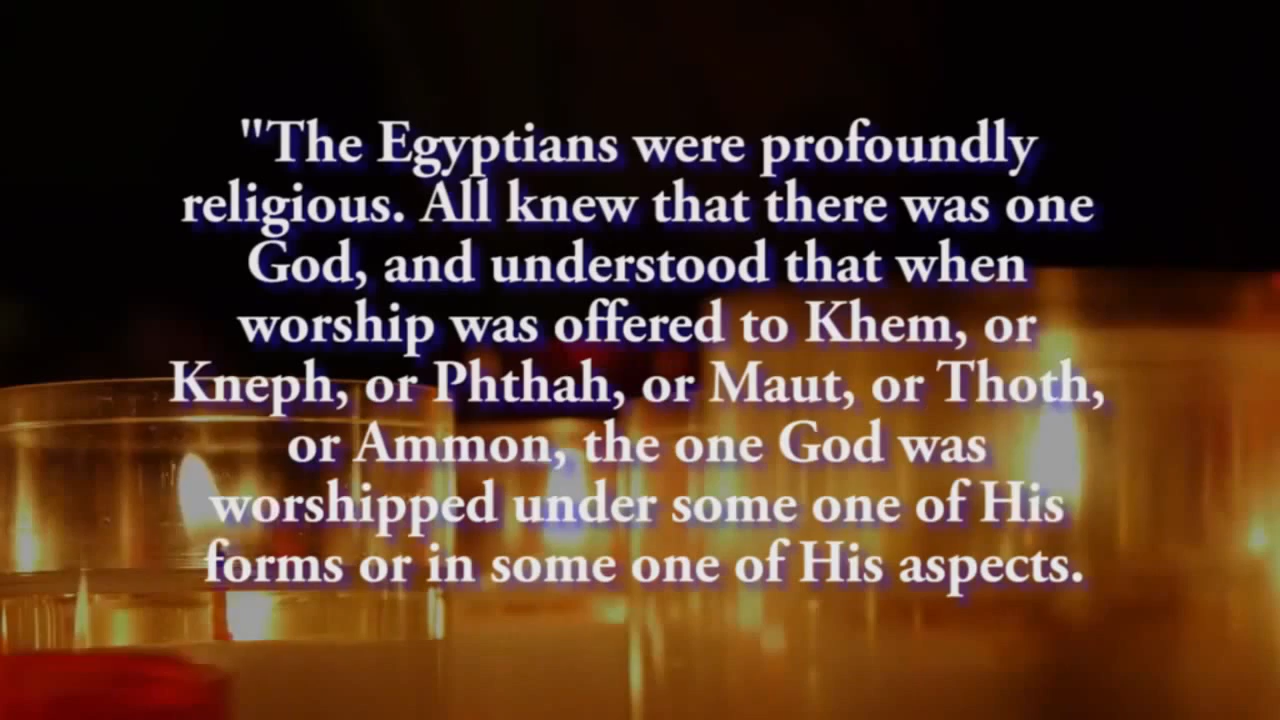 "The Egyptians were profoundly
religious. All knew that there was one
God, and understood that when
worship was offered to Khem, or
Kneph, or Phthah, or Maut, or Thoth,
or Ammon, the one God was
worshipped under some one of His
forms or in some one of His aspects.